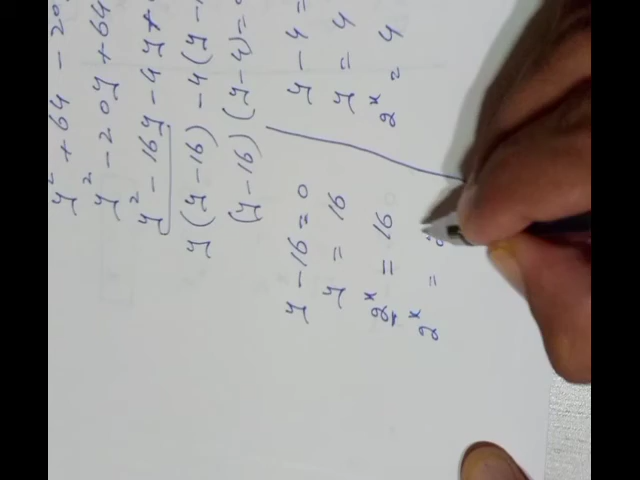 y² + 64 - 20
y² - 20y + 64
y² - 16y - 4y +
y(y-16) - 4(y-
(y-16) (y-4) =
y - 16 = 0
y = 16
2ˣ = 16
2ˣ =
y - 4 =
y = 4
2ˣ = 4